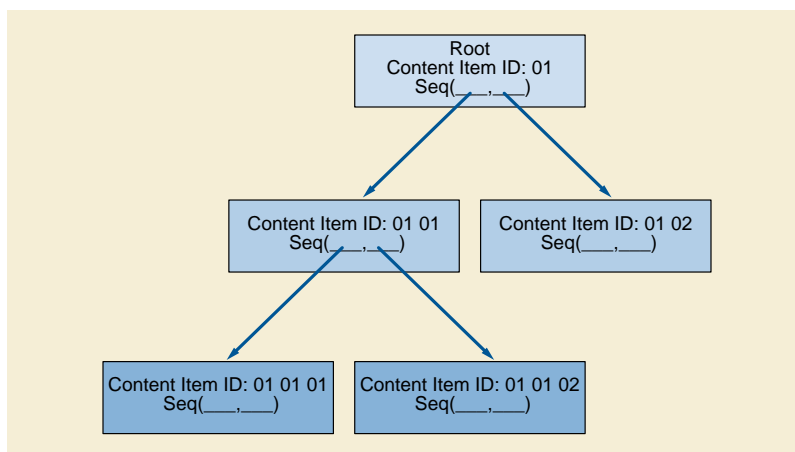 Root
Content Item ID: 01
Seq(___,___)
Content Item ID: 01 01
Seq(___,___)
Content Item ID: 01 02
Seq(___,___)
Content Item ID: 01 01 01
Seq(___,___)
Content Item ID: 01 01 02
Seq(___,___)